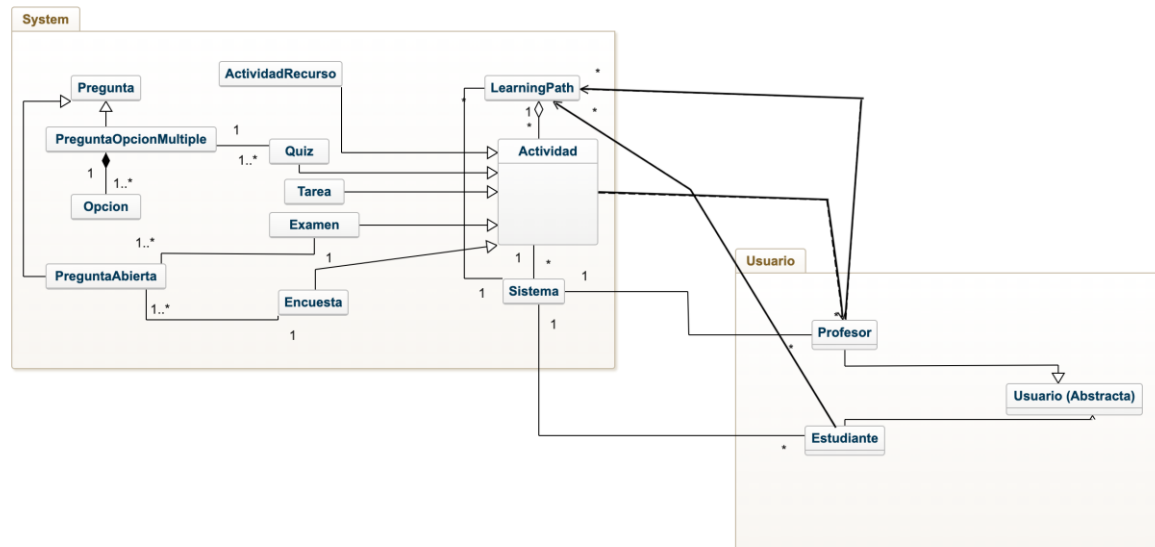 System
ActividadRecurso
Pregunta
LearningPath
*
*
1
*
*
PreguntaOpcionMultiple
1
1..*
Quiz
Actividad
1
1..*
Tarea
Opcion
Examen
1..*
1
1
*
PreguntaAbierta
1
Usuario
Encuesta
1
Sistema
1..*
1
1
*
Profesor
*
Usuario (Abstracta)
Estudiante
*